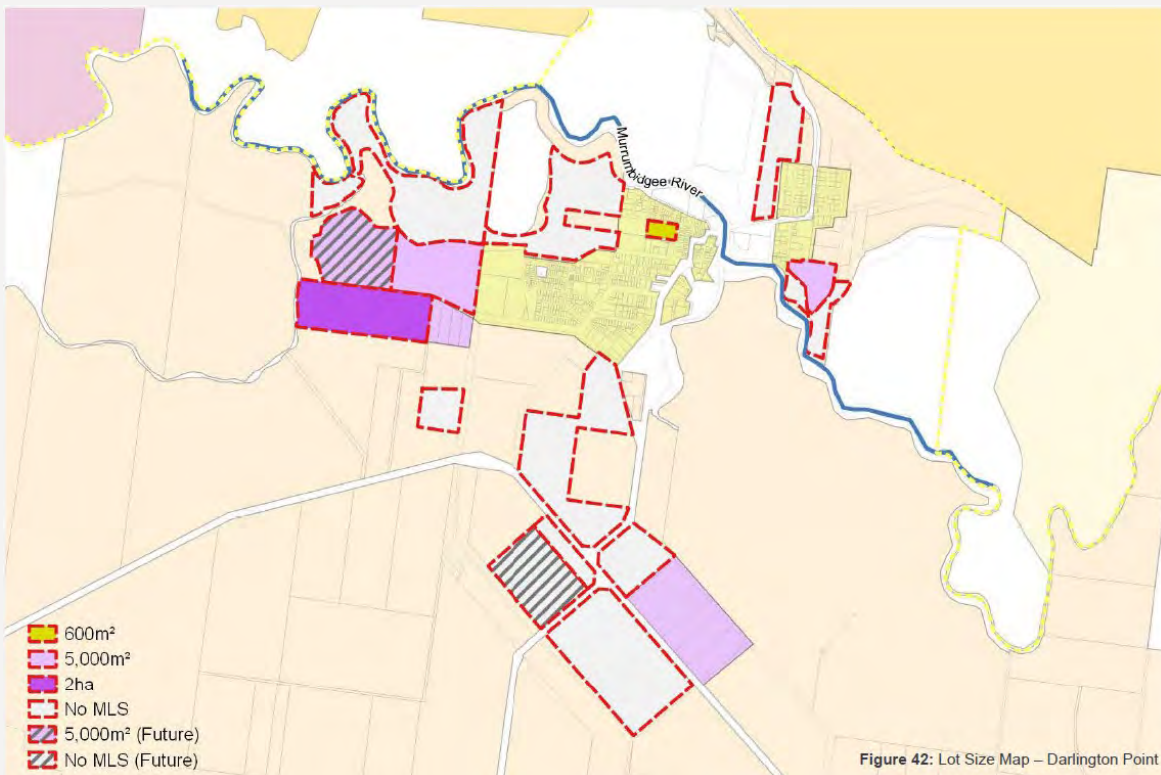 Murrumbidgee River
600m²
5,000m²
2ha
No MLS
5,000m² (Future)
No MLS (Future)
Figure 42: Lot Size Map – Darlington Point